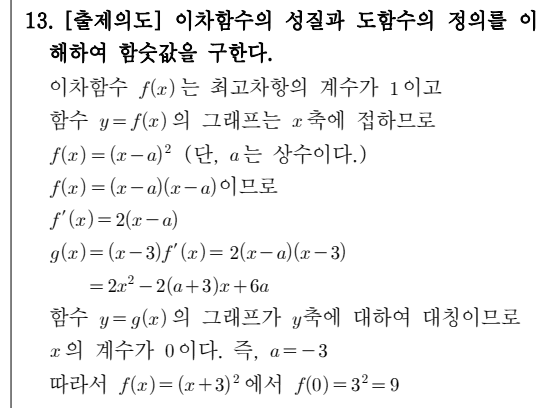 13. [출제의도] 이차함수의 성질과 도함수의 정의를 이
해하여 함숫값을 구한다.
이차함수 f(x)는 최고차항의 계수가 1이고
함수 y=f(x)의 그래프는 x축에 접하므로
f(x)=(x-a)² (단, a는 상수이다.)
f(x)=(x-a)(x-a)이므로
f′(x)=2(x-a)
g(x)=(x-3)f′(x)=2(x-a)(x-3)
=2x²-2(a+3)x+6a
함수 y=g(x)의 그래프가 y축에 대하여 대칭이므로
x의 계수가 0이다. 즉, a=-3
따라서 f(x)=(x+3)²에서 f(0)=3²=9